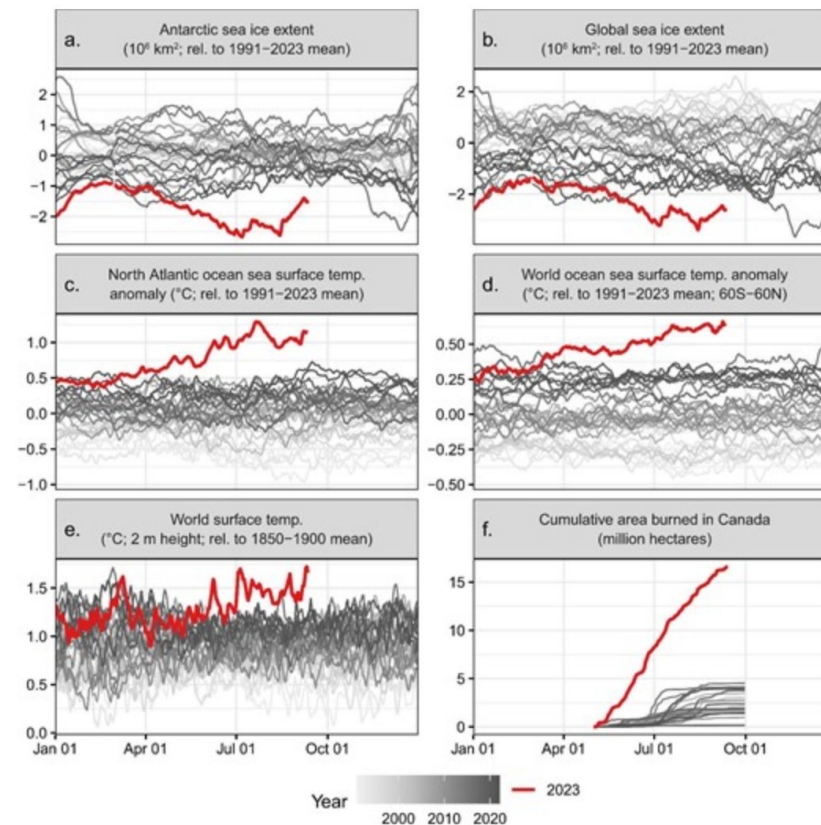 a.
Antarctic sea ice extent
(10⁶ km²; rel. to 1991−2023 mean)
2
1
0
−1
−2
b.
Global sea ice extent
(10⁶ km²; rel. to 1991−2023 mean)
2
0
−2
c.
North Atlantic ocean sea surface temp.
anomaly (°C; rel. to 1991−2023 mean)
1.0
0.5
0.0
−0.5
−1.0
d.
World ocean sea surface temp. anomaly
(°C; rel. to 1991−2023 mean; 60S−60N)
0.50
0.25
0.00
−0.25
−0.50
e.
World surface temp.
(°C; 2 m height; rel. to 1850−1900 mean)
1.5
1.0
0.5
0.0
Jan 01 Apr 01 Jul 01 Oct 01
f.
Cumulative area burned in Canada
(million hectares)
15
10
5
0
Jan 01 Apr 01 Jul 01 Oct 01
Year
2000 2010 2020
2023